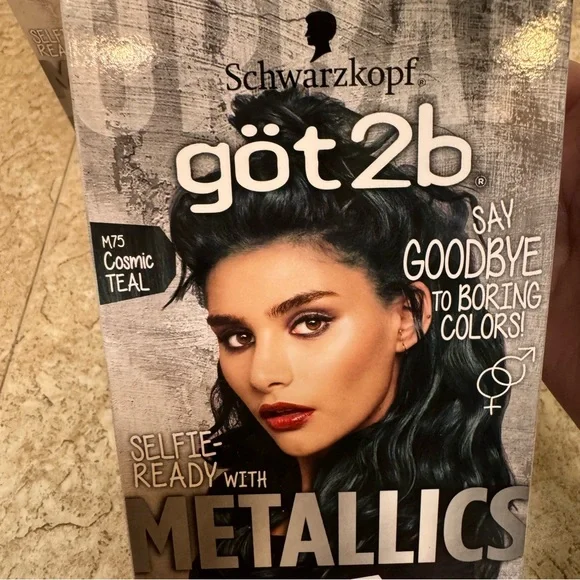 Schwarzkopf®
göt2b®
M75
Cosmic
TEAL
SAY
GOODBYE
TO BORING
COLORS!
SELFIE-
READY WITH
METALLICS